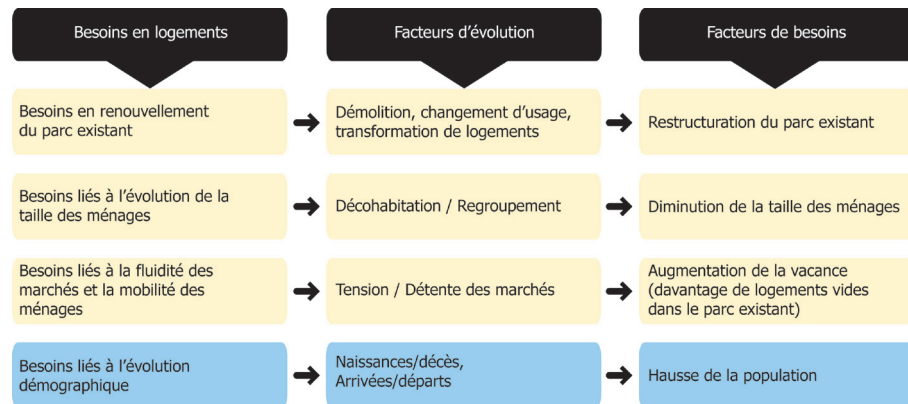 Besoins en logements
Facteurs d'évolution
Facteurs de besoins
Besoins en renouvellement
du parc existant
Démolition, changement d'usage,
transformation de logements
Restructuration du parc existant
Besoins liés à l'évolution de la
taille des ménages
Décohabitation / Regroupement
Diminution de la taille des ménages
Besoins liés à la fluidité des
marchés et la mobilité des
ménages
Tension / Détente des marchés
Augmentation de la vacance
(davantage de logements vides
dans le parc existant)
Besoins liés à l'évolution
démographique
Naissances/décès,
Arrivées/départs
Hausse de la population